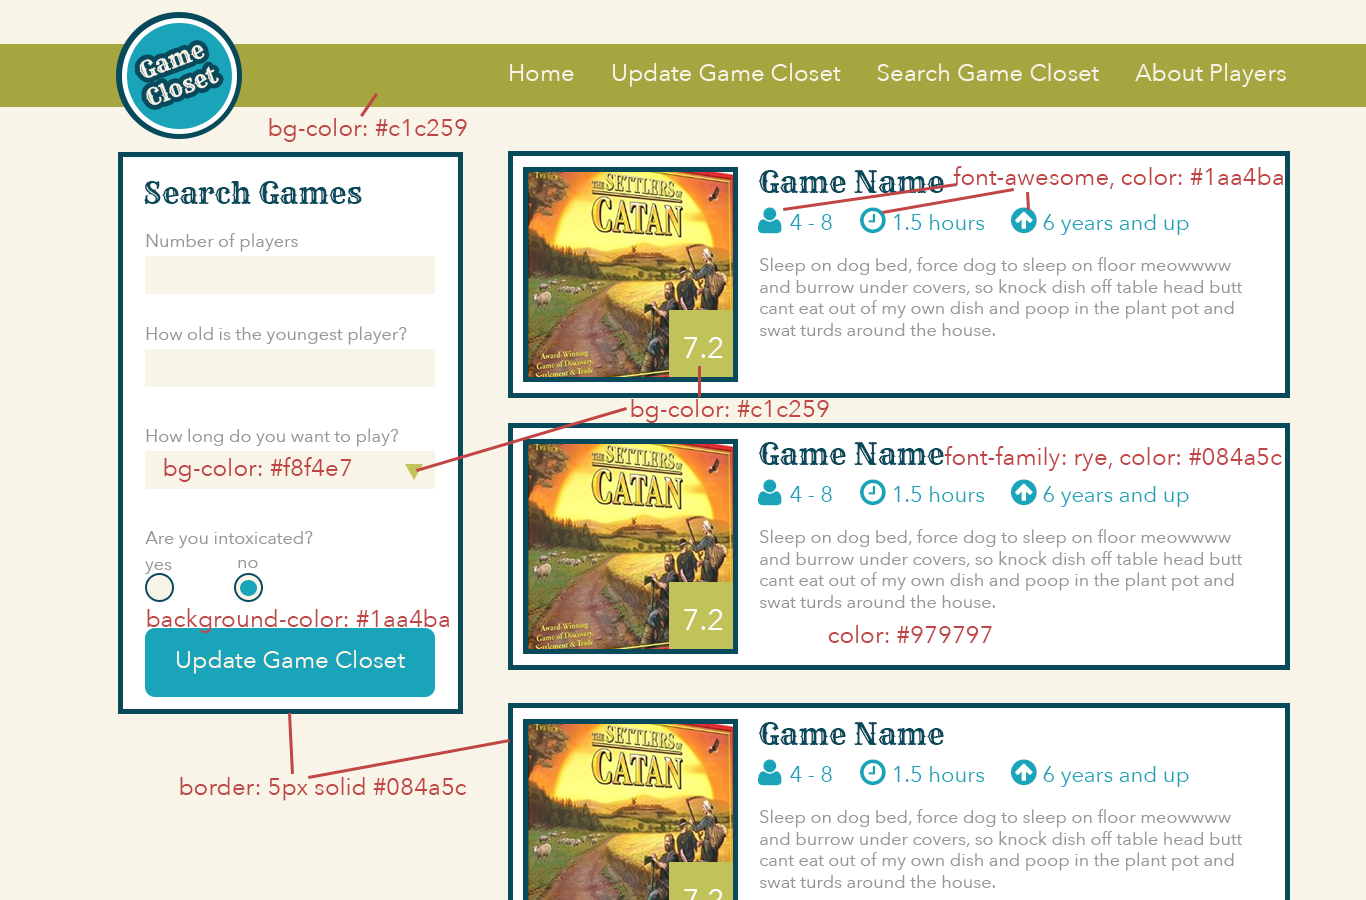 Game
Closet
Home
Update Game Closet
Search Game Closet
About Players
bg-color: #c1c259
Search Games
Number of players
How old is the youngest player?
How long do you want to play?
bg-color: #f8f4e7
Are you intoxicated?
yes
no
background-color: #1aa4ba
Update Game Closet
border: 5px solid #084a5c
THE SETTLERS OF
CATAN
Award-Winning
Game of Discovery,
Settlement & Trade
7.2
Game Name
font-awesome, color: #1aa4ba
4 - 8
1.5 hours
6 years and up
Sleep on dog bed, force dog to sleep on floor meowwww
and burrow under covers, so knock dish off table head butt
cant eat out of my own dish and poop in the plant pot and
swat turds around the house.
bg-color: #c1c259
THE SETTLERS OF
CATAN
Award-Winning
Game of Discovery,
Settlement & Trade
7.2
Game Name
font-family: rye, color: #084a5c
4 - 8
1.5 hours
6 years and up
Sleep on dog bed, force dog to sleep on floor meowwww
and burrow under covers, so knock dish off table head butt
cant eat out of my own dish and poop in the plant pot and
swat turds around the house.
color: #979797
THE SETTLERS OF
CATAN
7.2
Game Name
4 - 8
1.5 hours
6 years and up
Sleep on dog bed, force dog to sleep on floor meowwww
and burrow under covers, so knock dish off table head butt
cant eat out of my own dish and poop in the plant pot and
swat turds around the house.